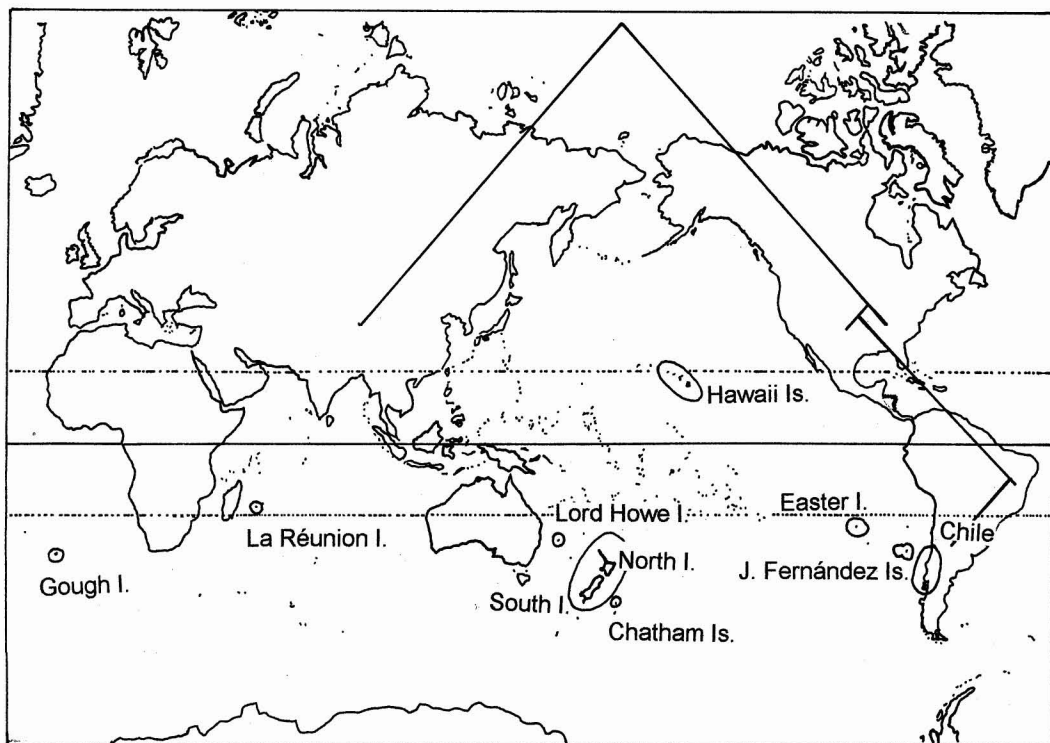 Hawaii Is.
Easter I.
Lord Howe I.
Chile
La Réunion I.
North I.
J. Fernández Is.
Gough I.
South I.
Chatham Is.